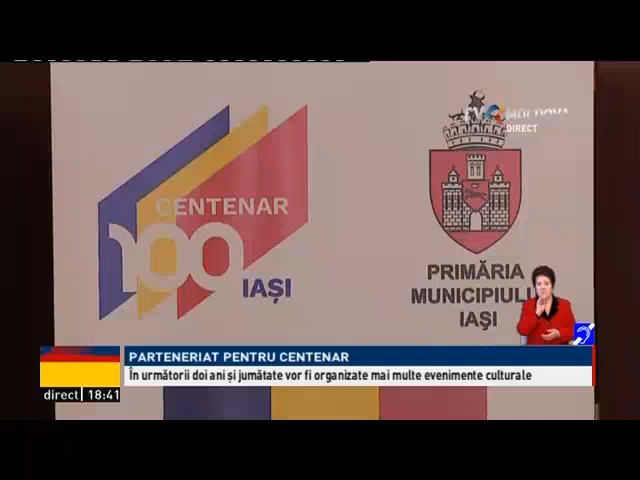 TVR MOLDOVA
DIRECT
CENTENAR
100
IAȘI
PRIMĂRIA
MUNICIPIULUI
IAȘI
PARTENERIAT PENTRU CENTENAR
În următorii doi ani și jumătate vor fi organizate mai multe evenimente culturale
direct 18:41